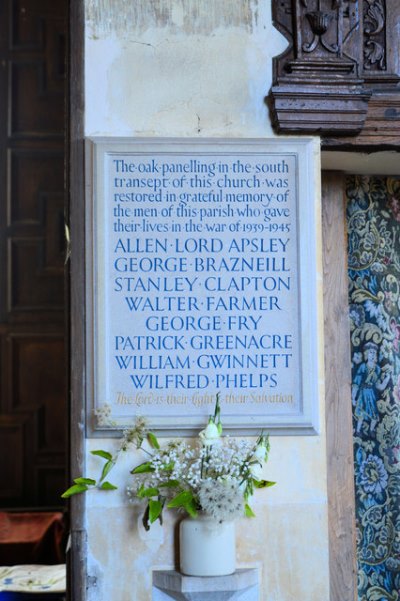 The·oak·panelling·in·the·south
transept·of·this·church·was
restored·in·grateful·memory·of
the·men·of·this·parish·who·gave
their·lives·in·the·war·of·1939-1945
ALLEN·LORD·APSLEY
GEORGE·BRAZNEILL
STANLEY·CLAPTON
WALTER·FARMER
GEORGE·FRY
PATRICK·GREENACRE
WILLIAM·GWINNETT
WILFRED·PHELPS
The·Lord·is·their·Light·&·their·Salvation